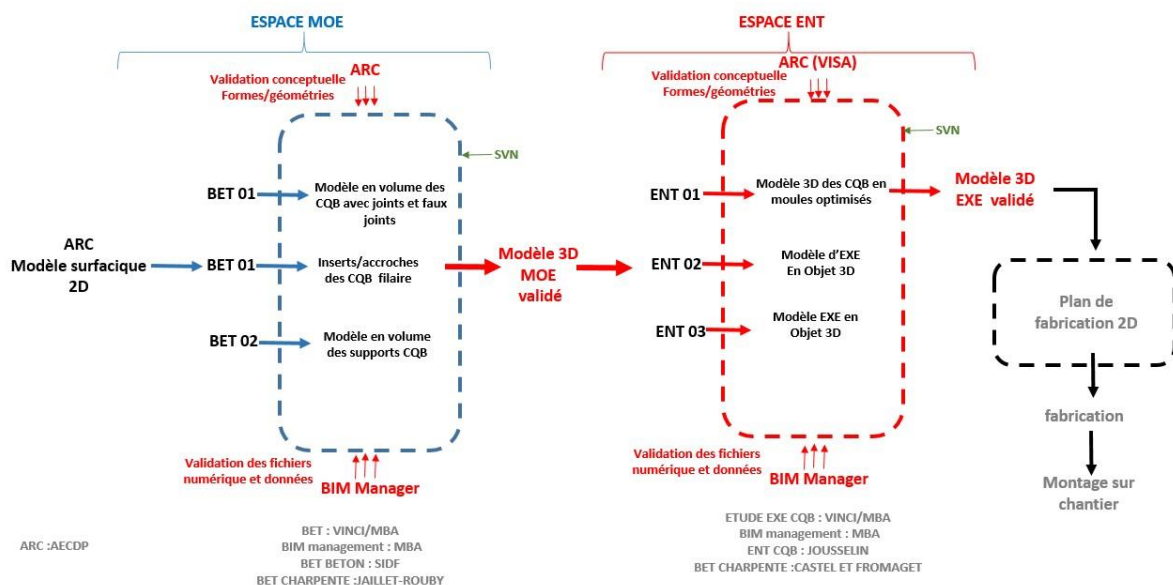 ESPACE MOE
ESPACE ENT
ARC
Validation conceptuelle
Formes/géométries
ARC (VISA)
Validation conceptuelle
Formes/géométries
SVN
SVN
BET 01
Modèle en volume des
CQB avec joints et faux
joints
ARC
Modèle surfacique
2D
BET 01
Inserts/accroches
des CQB filaire
BET 02
Modèle en volume
des supports CQB
Modèle 3D
MOE
validé
ENT 01
Modèle 3D des CQB en
moules optimisés
ENT 02
Modèle d'EXE
En Objet 3D
ENT 03
Modèle EXE en
Objet 3D
Modèle 3D
EXE validé
Plan de
fabrication 2D
fabrication
Montage sur
chantier
Validation des fichiers
numérique et données
BIM Manager
Validation des fichiers
numérique et données
BIM Manager
ARC :AECDP
BET : VINCI/MBA
BIM management : MBA
BET BETON : SIDF
BET CHARPENTE :JAILLET-ROUBY
ETUDE EXE CQB : VINCI/MBA
BIM management : MBA
ENT CQB : JOUSSELIN
BET CHARPENTE :CASTEL ET FROMAGET